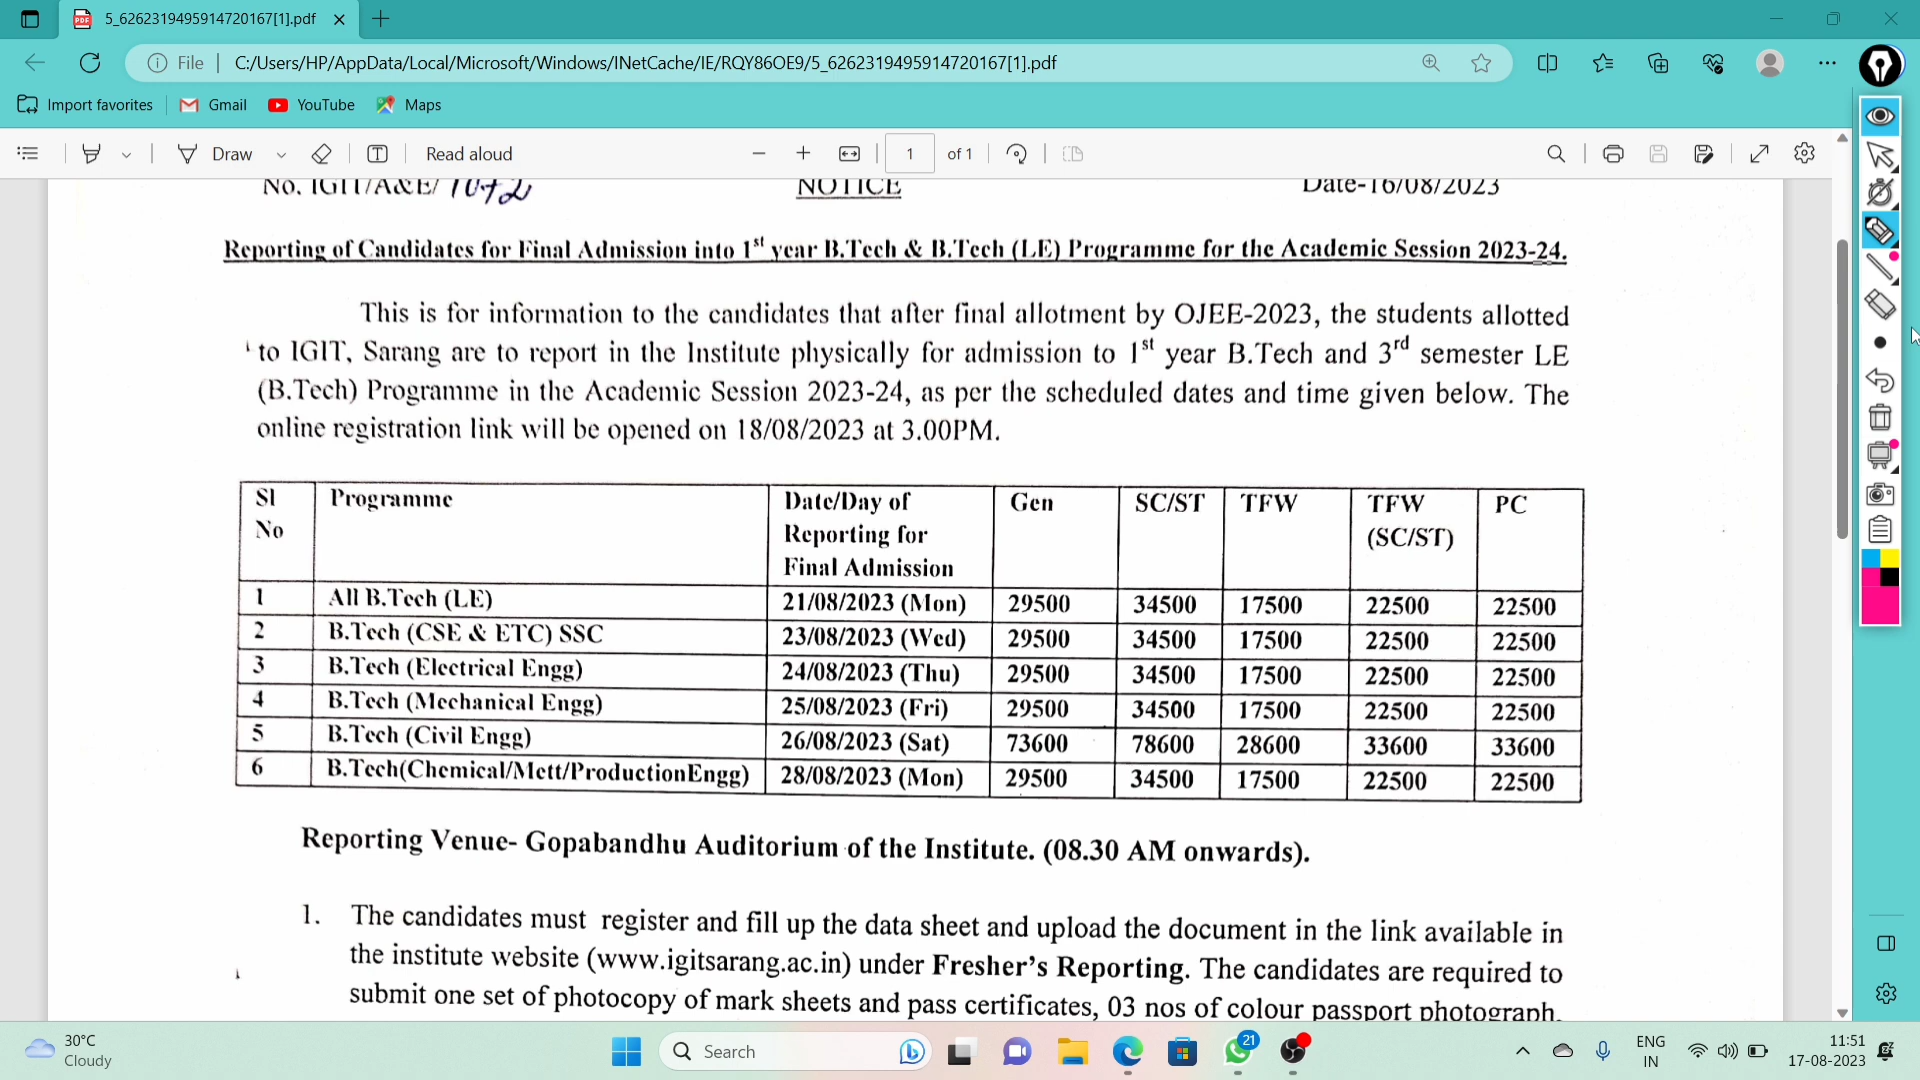 5_6262319495914720167[1].pdf
File
C:/Users/HP/AppData/Local/Microsoft/Windows/INetCache/IE/RQY86OE9/5_6262319495914720167[1].pdf
Import favorites
Gmail
YouTube
Maps
Draw
Read aloud
1
of 1
No. IGIT/A&E/ 1072 NOTICE Date-16/08/2023
Reporting of Candidates for Final Admission into 1st year B.Tech & B.Tech (LE) Programme for the Academic Session 2023-24.
This is for information to the candidates that after final allotment by OJEE-2023, the students allotted
to IGIT, Sarang are to report in the Institute physically for admission to 1st year B.Tech and 3rd semester LE
(B.Tech) Programme in the Academic Session 2023-24, as per the scheduled dates and time given below. The
online registration link will be opened on 18/08/2023 at 3.00PM.
Sl No Programme Date/Day of Reporting for Final Admission Gen SC/ST TFW TFW (SC/ST) PC
1 All B.Tech (LE) 21/08/2023 (Mon) 29500 34500 17500 22500 22500
2 B.Tech (CSE & ETC) SSC 23/08/2023 (Wed) 29500 34500 17500 22500 22500
3 B.Tech (Electrical Engg) 24/08/2023 (Thu) 29500 34500 17500 22500 22500
4 B.Tech (Mechanical Engg) 25/08/2023 (Fri) 29500 34500 17500 22500 22500
5 B.Tech (Civil Engg) 26/08/2023 (Sat) 73600 78600 28600 33600 33600
6 B.Tech(Chemical/Mett/ProductionEngg) 28/08/2023 (Mon) 29500 34500 17500 22500 22500
Reporting Venue- Gopabandhu Auditorium of the Institute. (08.30 AM onwards).
1. The candidates must register and fill up the data sheet and upload the document in the link available in
the institute website (www.igitsarang.ac.in) under Fresher's Reporting. The candidates are required to
submit one set of photocopy of mark sheets and pass certificates, 03 nos of colour passport photograph.
30°C
Cloudy
Search
21
ENG
IN
11:51
17-08-2023